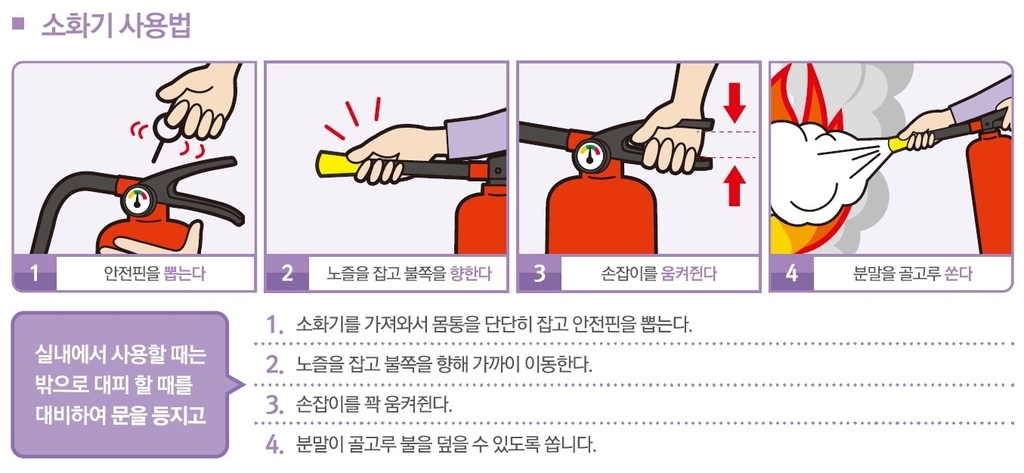 소화기 사용법
1 안전핀을 뽑는다
2 노즐을 잡고 불쪽을 향한다
3 손잡이를 움켜쥔다
4 분말을 골고루 쏜다
실내에서 사용할 때는
밖으로 대피 할 때를
대비하여 문을 등지고
1. 소화기를 가져와서 몸통을 단단히 잡고 안전핀을 뽑는다.
2. 노즐을 잡고 불쪽을 향해 가까이 이동한다.
3. 손잡이를 꽉 움켜쥔다.
4. 분말이 골고루 불을 덮을 수 있도록 쏩니다.